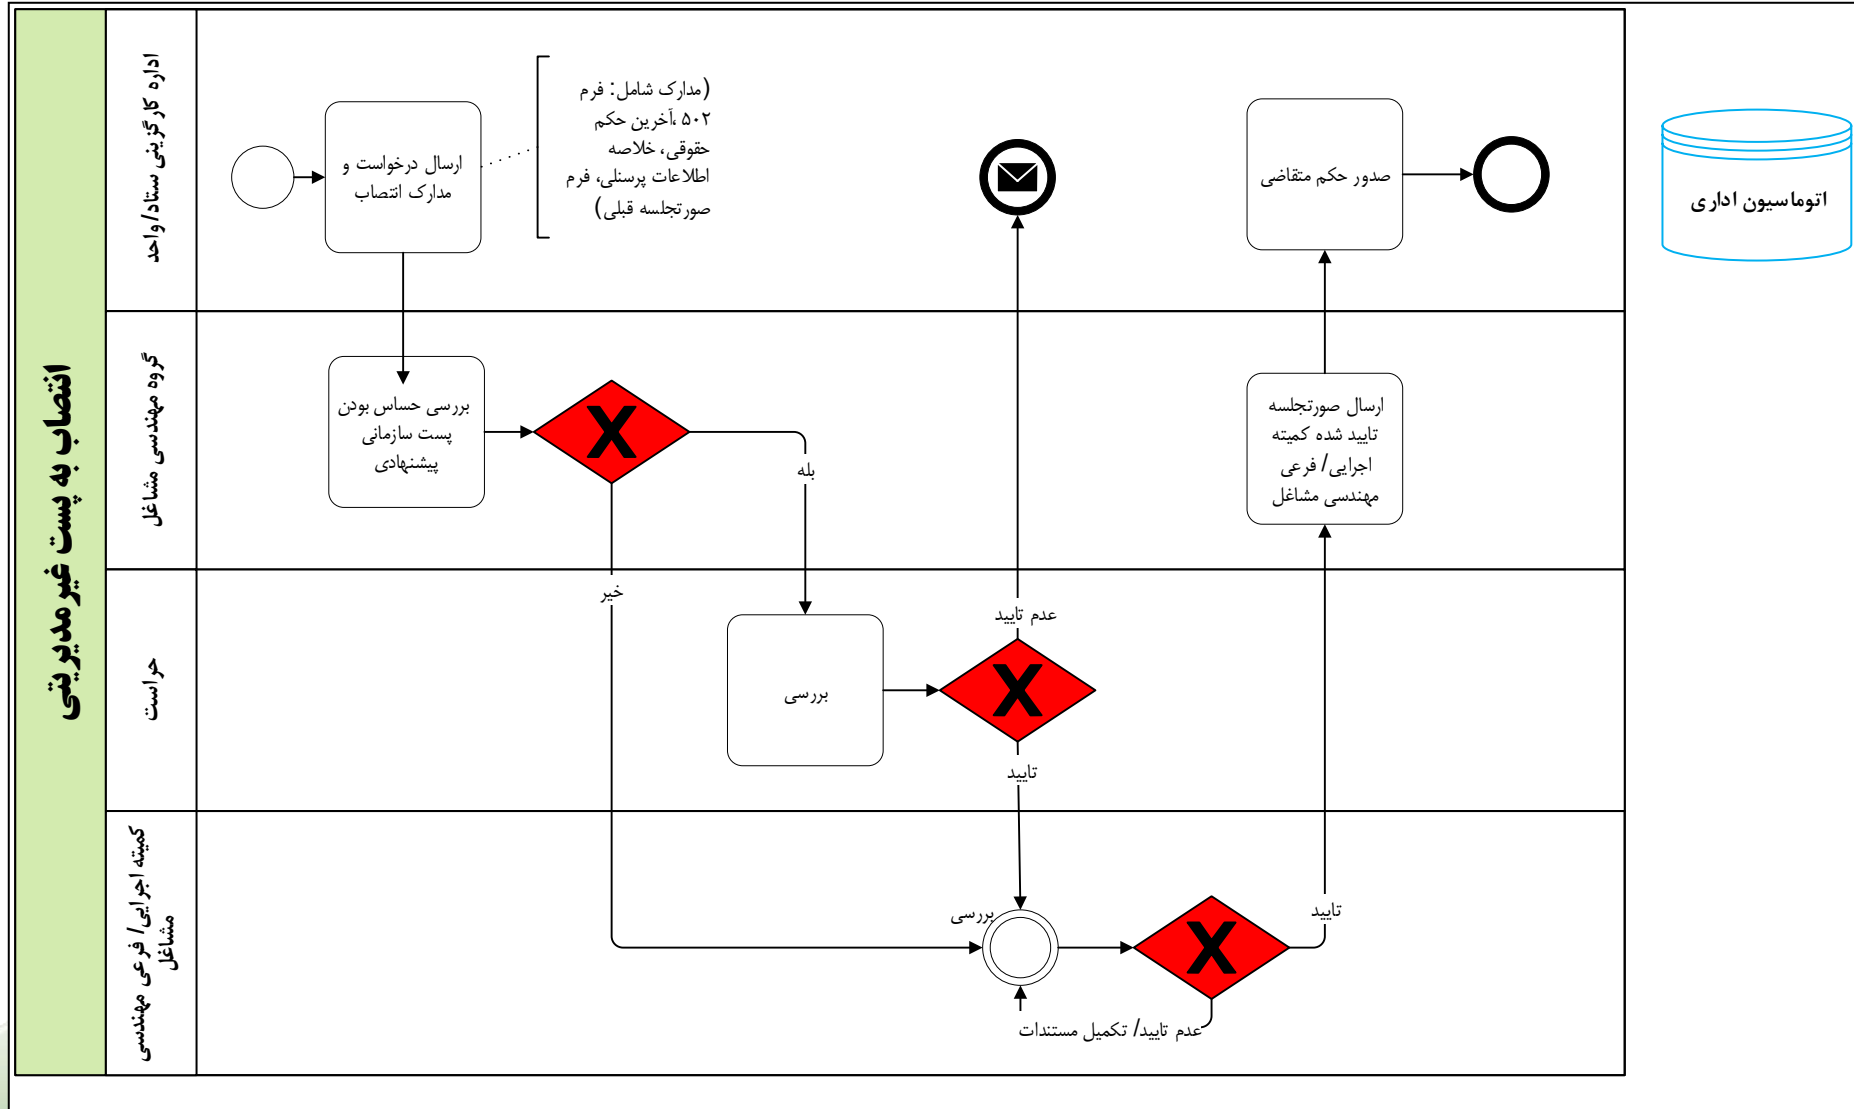 انتصاب به پست غیرمدیریتی
اداره کارگزینی ستاد/واحد
ارسال درخواست و
مدارک انتصاب
(مدارک شامل: فرم
۵۰۲ ،آخرین حکم
حقوقی، خلاصه
اطلاعات پرسنلی، فرم
صورتجلسه قبلی)
صدور حکم متقاضی
اتوماسیون اداری
گروه مهندسی مشاغل
بررسی حساس بودن
پست سازمانی
پیشنهادی
بله
خیر
ارسال صورتجلسه
تایید شده کمیته
اجرایی/ فرعی
مهندسی مشاغل
حراست
بررسی
عدم تایید
تایید
کمیته اجرایی/ فرعی مهندسی
مشاغل
بررسی
تایید
عدم تایید/ تکمیل مستندات